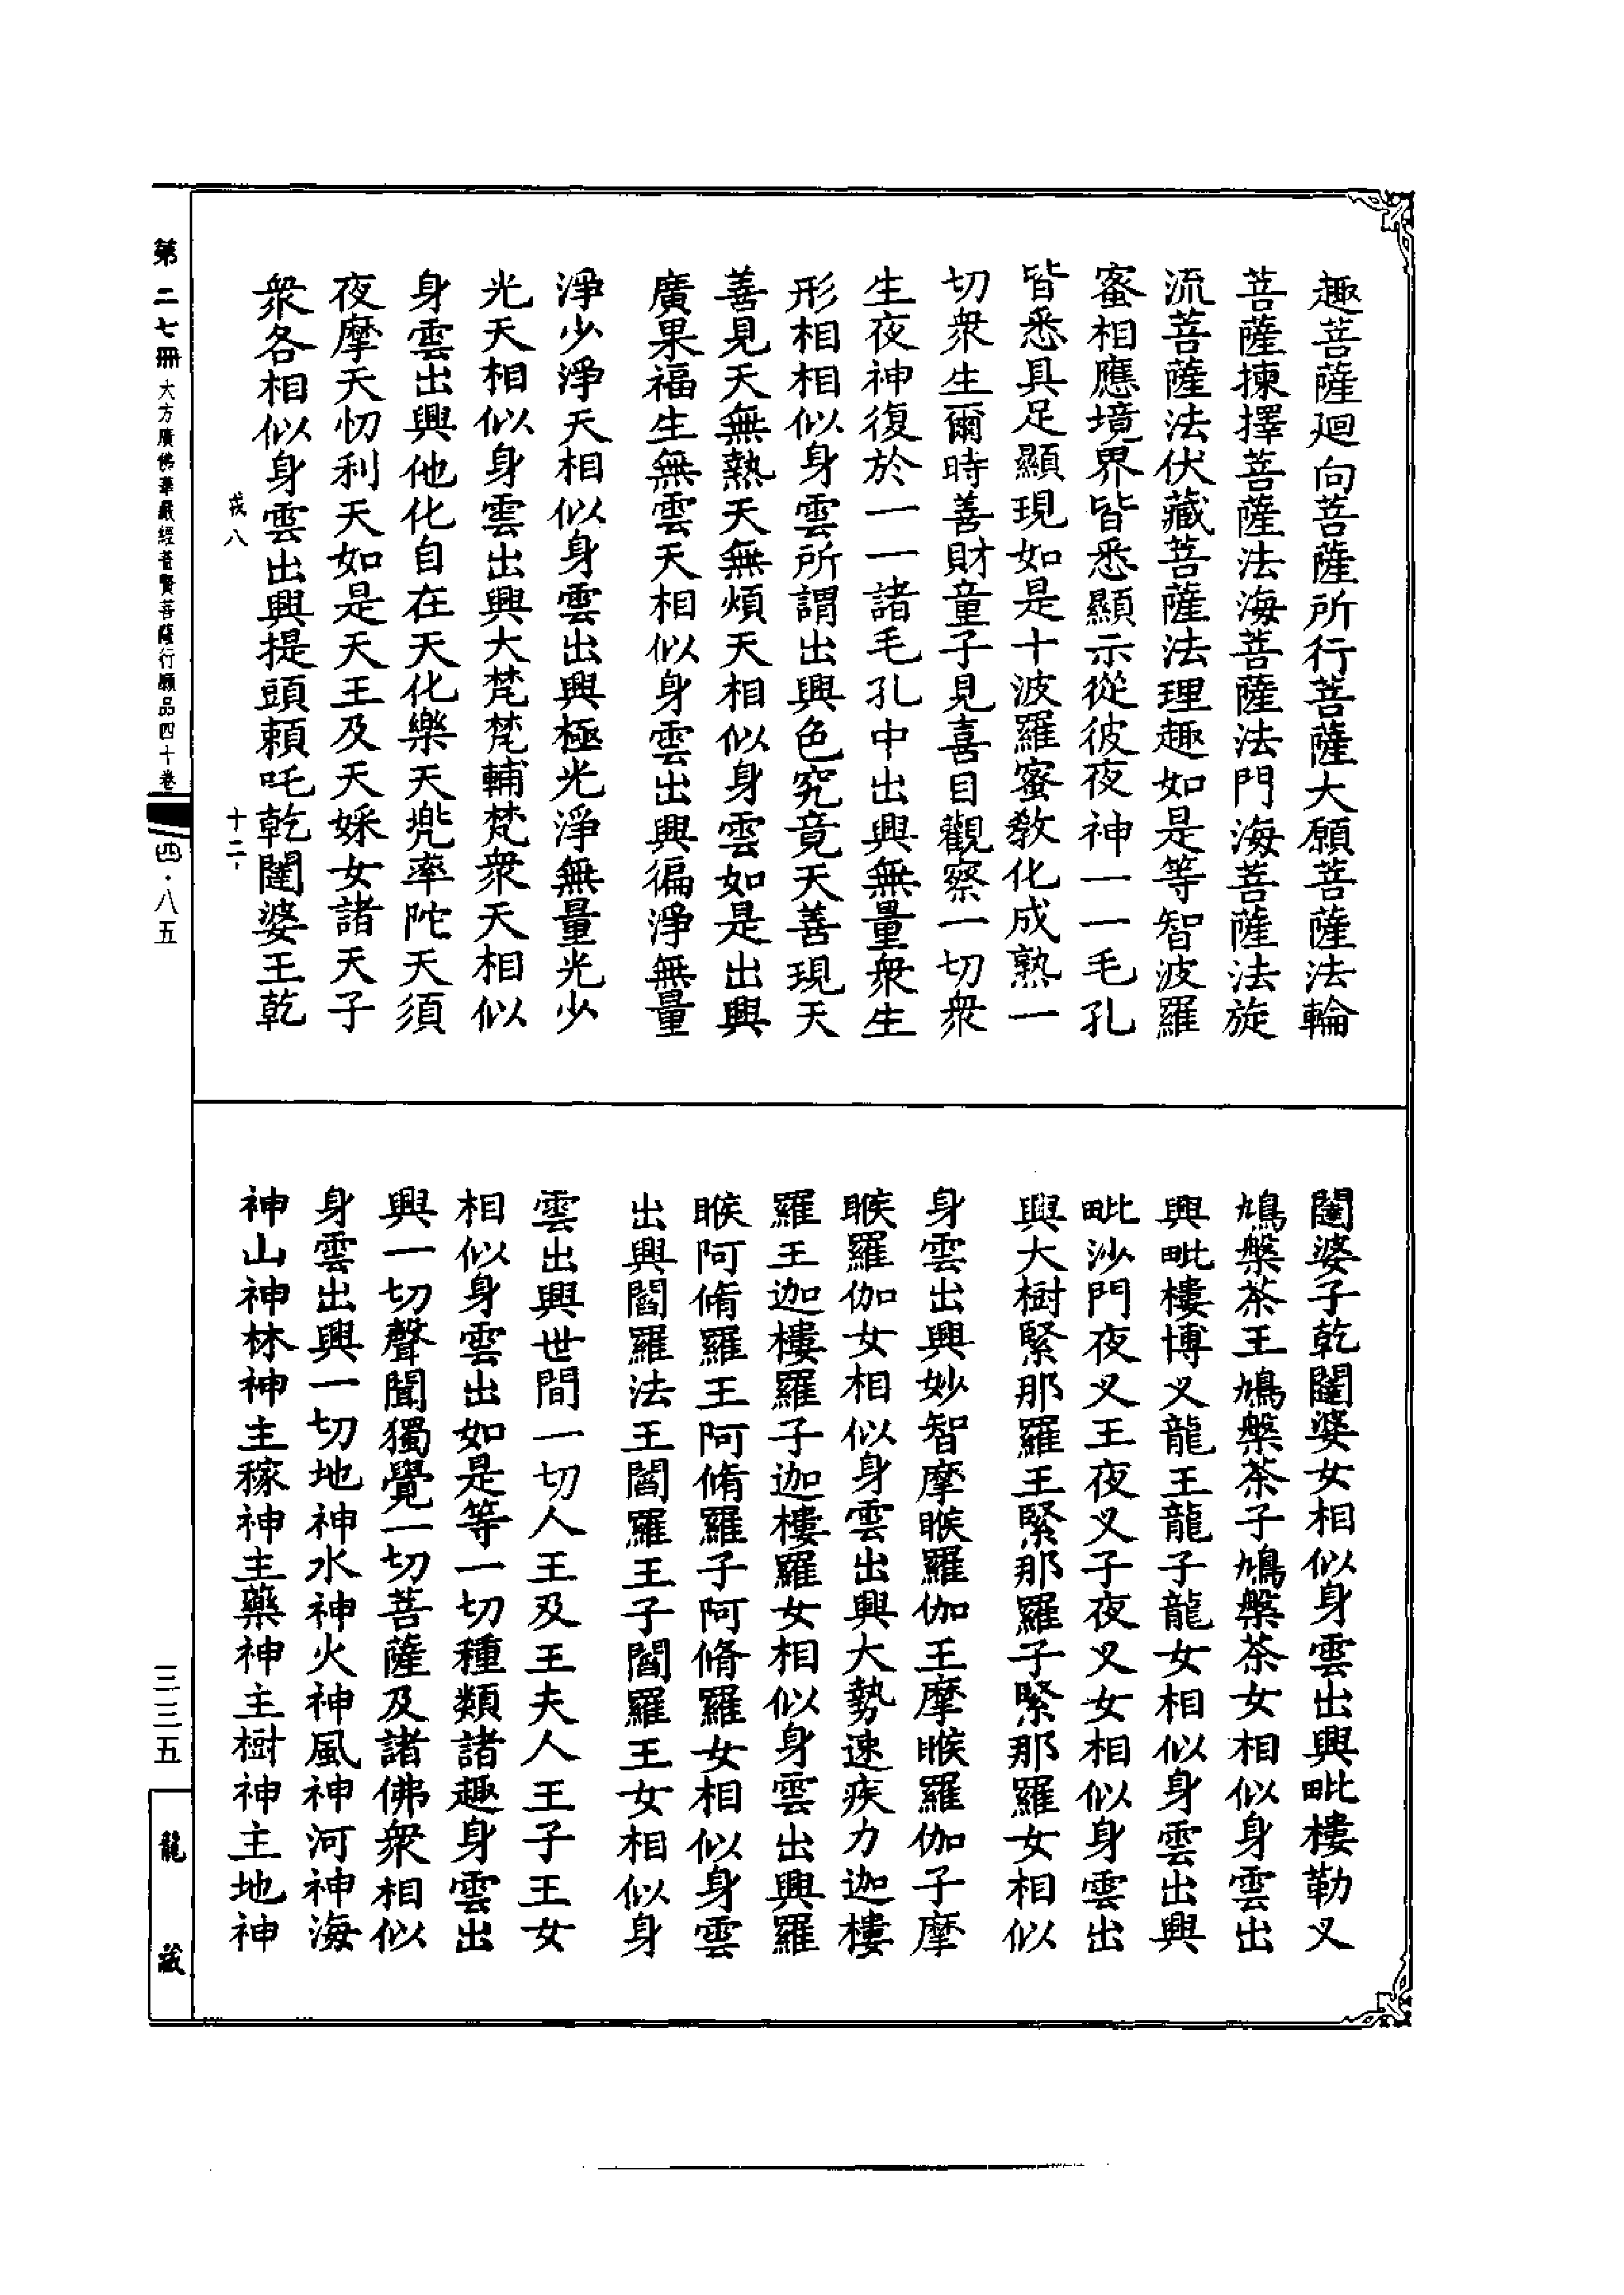 趣菩薩迴向菩薩所行菩薩大願菩薩法輪
菩薩揀擇菩薩法海菩薩法門海菩薩法旋
流菩薩法伏藏菩薩法理趣如是等智波羅
蜜相應境界皆悉顯示從彼夜神一一毛孔
皆悉具足顯現如是十波羅蜜教化成熟一
切衆生爾時善財童子見喜目觀察一切衆
生夜神復於一一諸毛孔中出興無量衆生
形相相似身雲所謂出興色究竟天善現天
善見天無熱天無煩天相似身雲如是出興
廣果福生無雲天相似身雲出興徧淨無量
淨少淨天相似身雲出興極光淨無量光少
光天相似身雲出興大梵梵輔梵衆天相似
身雲出興他化自在天化樂天兜率陀天須
夜摩天忉利天如是天王及天婇女諸天子
衆各相似身雲出興提頭賴吒乾闥婆王乾
戎八 十二
闥婆子乾闥婆女相似身雲出興毗樓勒叉
鳩槃茶王鳩槃茶子鳩槃茶女相似身雲出
興毗樓博叉龍王龍子龍女相似身雲出興
毗沙門夜叉王夜叉子夜叉女相似身雲出
興大樹緊那羅王緊那羅子緊那羅女相似
身雲出興妙智摩睺羅伽王摩睺羅伽子摩
睺羅伽女相似身雲出興大勢速疾力迦樓
羅王迦樓羅子迦樓羅女相似身雲出興羅
睺阿脩羅王阿脩羅子阿脩羅女相似身雲
出興閻羅法王閻羅王子閻羅王女相似身
雲出興世間一切人王及王夫人王子王女
相似身雲出如是等一切種類諸趣身雲出
興一切聲聞獨覺一切菩薩及諸佛衆相似
身雲出興一切地神水神火神風神河神海
神山神林神主稼神主藥神主樹神主地神
第二七冊 大方廣佛華嚴經普賢菩薩行願品四十卷 (四)·八五
三三五
龍藏